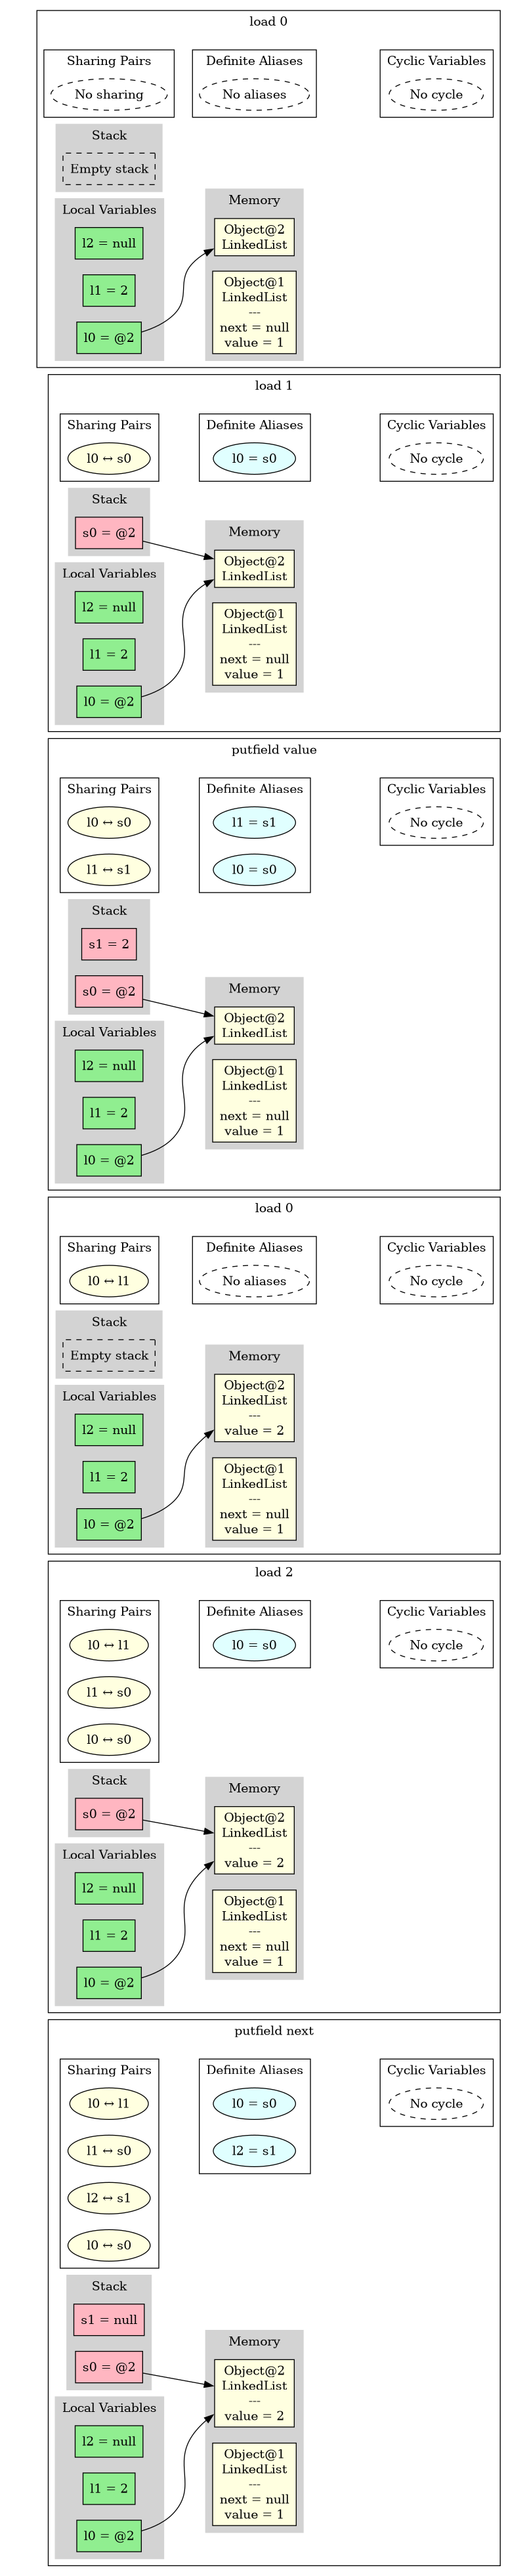 load 0
Sharing Pairs
No sharing
Definite Aliases
No aliases
Cyclic Variables
No cycle
Stack
Empty stack
Local Variables
l2 = null
l1 = 2
l0 = @2
Memory
Object@2
LinkedList
Object@1
LinkedList
---
next = null
value = 1
load 1
Sharing Pairs
l0 ↔ s0
Definite Aliases
l0 = s0
Cyclic Variables
No cycle
Stack
s0 = @2
Local Variables
l2 = null
l1 = 2
l0 = @2
Memory
Object@2
LinkedList
Object@1
LinkedList
---
next = null
value = 1
putfield value
Sharing Pairs
l0 ↔ s0
l1 ↔ s1
Definite Aliases
l1 = s1
l0 = s0
Cyclic Variables
No cycle
Stack
s1 = 2
s0 = @2
Local Variables
l2 = null
l1 = 2
l0 = @2
Memory
Object@2
LinkedList
Object@1
LinkedList
---
next = null
value = 1
load 0
Sharing Pairs
l0 ↔ l1
Definite Aliases
No aliases
Cyclic Variables
No cycle
Stack
Empty stack
Local Variables
l2 = null
l1 = 2
l0 = @2
Memory
Object@2
LinkedList
---
value = 2
Object@1
LinkedList
---
next = null
value = 1
load 2
Sharing Pairs
l0 ↔ l1
l1 ↔ s0
l0 ↔ s0
Definite Aliases
l0 = s0
Cyclic Variables
No cycle
Stack
s0 = @2
Local Variables
l2 = null
l1 = 2
l0 = @2
Memory
Object@2
LinkedList
---
value = 2
Object@1
LinkedList
---
next = null
value = 1
putfield next
Sharing Pairs
l0 ↔ l1
l1 ↔ s0
l2 ↔ s1
l0 ↔ s0
Definite Aliases
l0 = s0
l2 = s1
Cyclic Variables
No cycle
Stack
s1 = null
s0 = @2
Local Variables
l2 = null
l1 = 2
l0 = @2
Memory
Object@2
LinkedList
---
value = 2
Object@1
LinkedList
---
next = null
value = 1